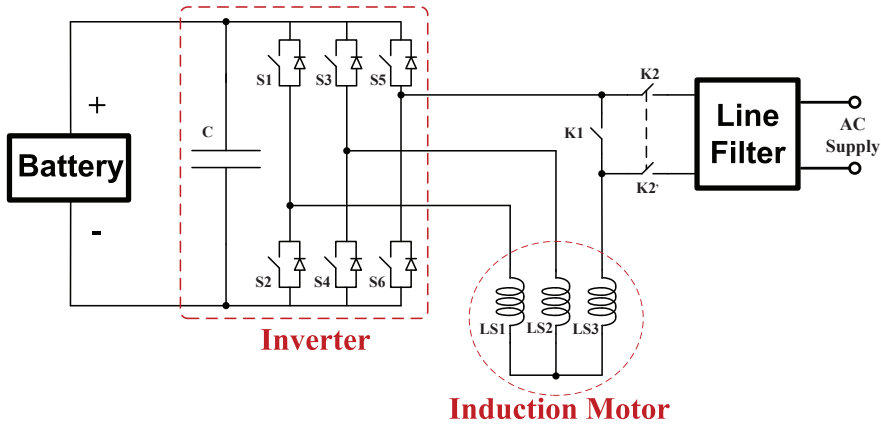 S1
S3
S5
K2
+
C
K1
Line
Filter
AC
Supply
Battery
K2'
-
S2
S4
S6
LS1
LS2
LS3
Inverter
Induction Motor